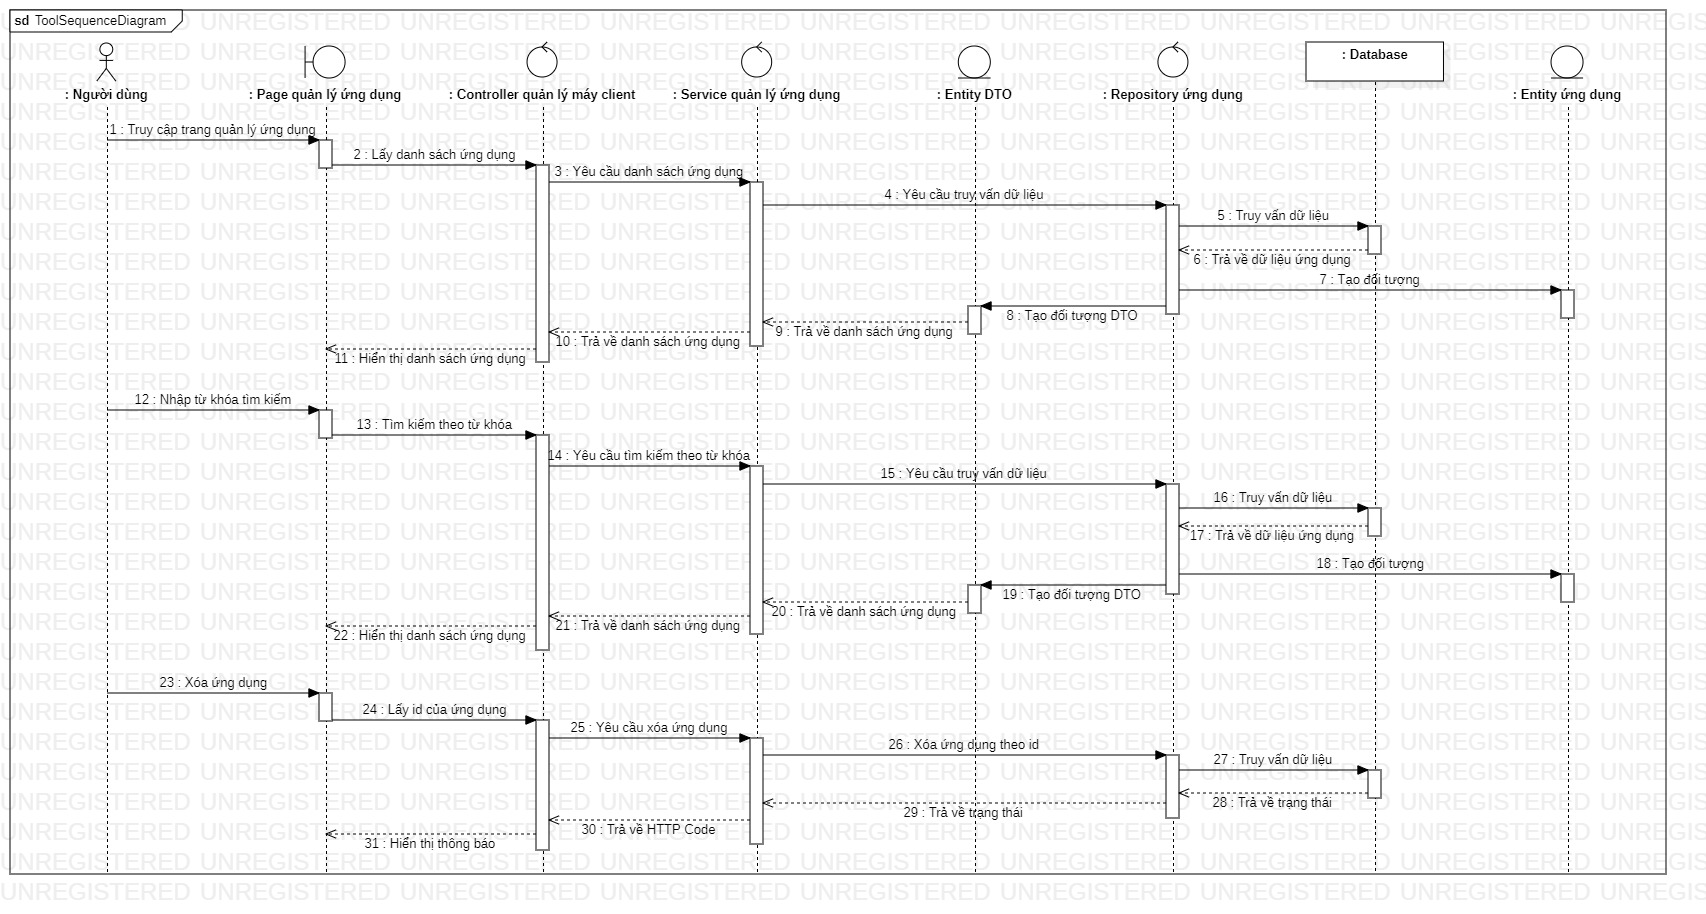 sd ToolSequenceDiagram
: Người dùng
: Page quản lý ứng dụng
: Controller quản lý máy client
: Service quản lý ứng dụng
: Entity DTO
: Repository ứng dụng
: Database
: Entity ứng dụng
1 : Truy cập trang quản lý ứng dụng
2 : Lấy danh sách ứng dụng
3 : Yêu cầu danh sách ứng dụng
4 : Yêu cầu truy vấn dữ liệu
5 : Truy vấn dữ liệu
6 : Trả về dữ liệu ứng dụng
7 : Tạo đối tượng
8 : Tạo đối tượng DTO
9 : Trả về danh sách ứng dụng
10 : Trả về danh sách ứng dụng
11 : Hiển thị danh sách ứng dụng
12 : Nhập từ khóa tìm kiếm
13 : Tìm kiếm theo từ khóa
14 : Yêu cầu tìm kiếm theo từ khóa
15 : Yêu cầu truy vấn dữ liệu
16 : Truy vấn dữ liệu
17 : Trả về dữ liệu ứng dụng
18 : Tạo đối tượng
19 : Tạo đối tượng DTO
20 : Trả về danh sách ứng dụng
21 : Trả về danh sách ứng dụng
22 : Hiển thị danh sách ứng dụng
23 : Xóa ứng dụng
24 : Lấy id của ứng dụng
25 : Yêu cầu xóa ứng dụng
26 : Xóa ứng dụng theo id
27 : Truy vấn dữ liệu
28 : Trả về trạng thái
29 : Trả về trạng thái
30 : Trả về HTTP Code
31 : Hiển thị thông báo
UNREGISTERED